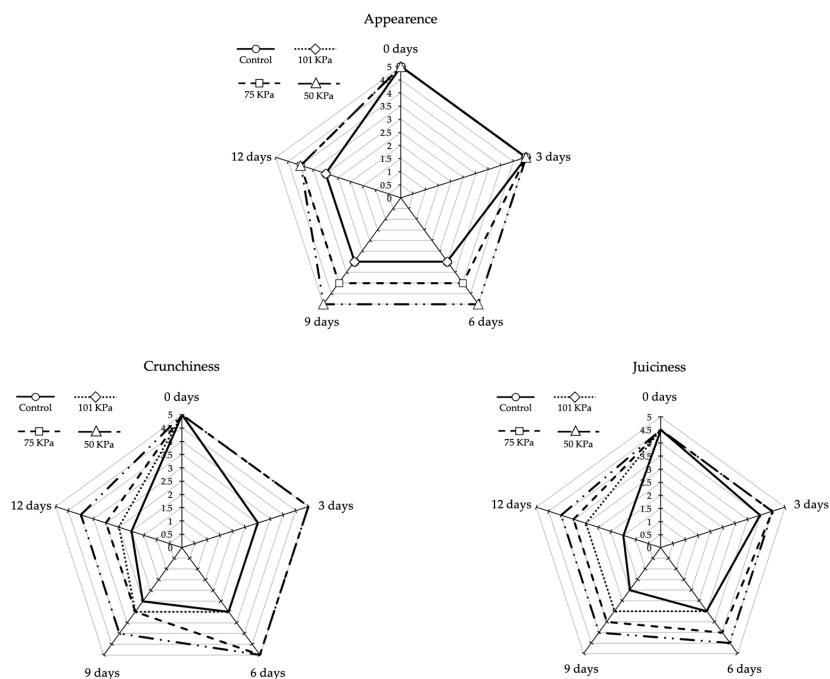 Appearence
0 days
Control
101 KPa
75 KPa
50 KPa
5
4.5
4
3.5
3
2.5
2
1.5
1
0.5
0
12 days
3 days
9 days
6 days
Crunchiness
0 days
Control
101 KPa
75 KPa
50 KPa
5
4.5
4
3.5
3
2.5
2
1.5
1
0.5
0
12 days
3 days
9 days
6 days
Juiciness
0 days
Control
101 KPa
75 KPa
50 KPa
5
4.5
4
3.5
3
2.5
2
1.5
1
0.5
0
12 days
3 days
9 days
6 days